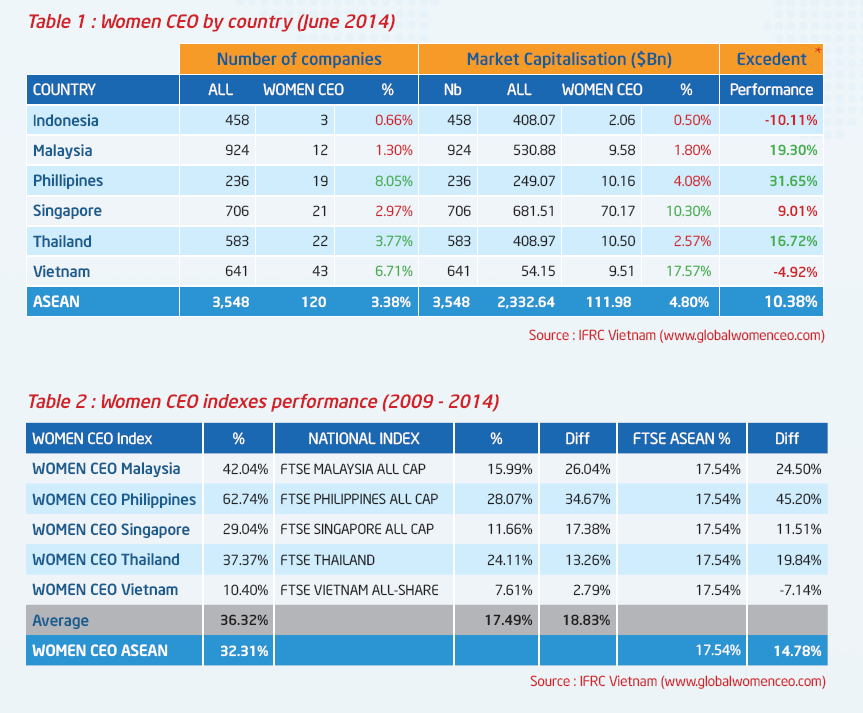 Table 1 : Women CEO by country (June 2014)
Number of companies Market Capitalisation ($Bn) Excedent *
COUNTRY ALL WOMEN CEO % Nb ALL WOMEN CEO % Performance
Indonesia 458 3 0.66% 458 408.07 2.06 0.50% -10.11%
Malaysia 924 12 1.30% 924 530.88 9.58 1.80% 19.30%
Phillipines 236 19 8.05% 236 249.07 10.16 4.08% 31.65%
Singapore 706 21 2.97% 706 681.51 70.17 10.30% 9.01%
Thailand 583 22 3.77% 583 408.97 10.50 2.57% 16.72%
Vietnam 641 43 6.71% 641 54.15 9.51 17.57% -4.92%
ASEAN 3,548 120 3.38% 3,548 2,332.64 111.98 4.80% 10.38%
Source : IFRC Vietnam (www.globalwomenceo.com)
Table 2 : Women CEO indexes performance (2009 - 2014)
WOMEN CEO Index % NATIONAL INDEX % Diff FTSE ASEAN % Diff
WOMEN CEO Malaysia 42.04% FTSE MALAYSIA ALL CAP 15.99% 26.04% 17.54% 24.50%
WOMEN CEO Philippines 62.74% FTSE PHILIPPINES ALL CAP 28.07% 34.67% 17.54% 45.20%
WOMEN CEO Singapore 29.04% FTSE SINGAPORE ALL CAP 11.66% 17.38% 17.54% 11.51%
WOMEN CEO Thailand 37.37% FTSE THAILAND 24.11% 13.26% 17.54% 19.84%
WOMEN CEO Vietnam 10.40% FTSE VIETNAM ALL-SHARE 7.61% 2.79% 17.54% -7.14%
Average 36.32% 17.49% 18.83%
WOMEN CEO ASEAN 32.31% 17.54% 14.78%
Source : IFRC Vietnam (www.globalwomenceo.com)